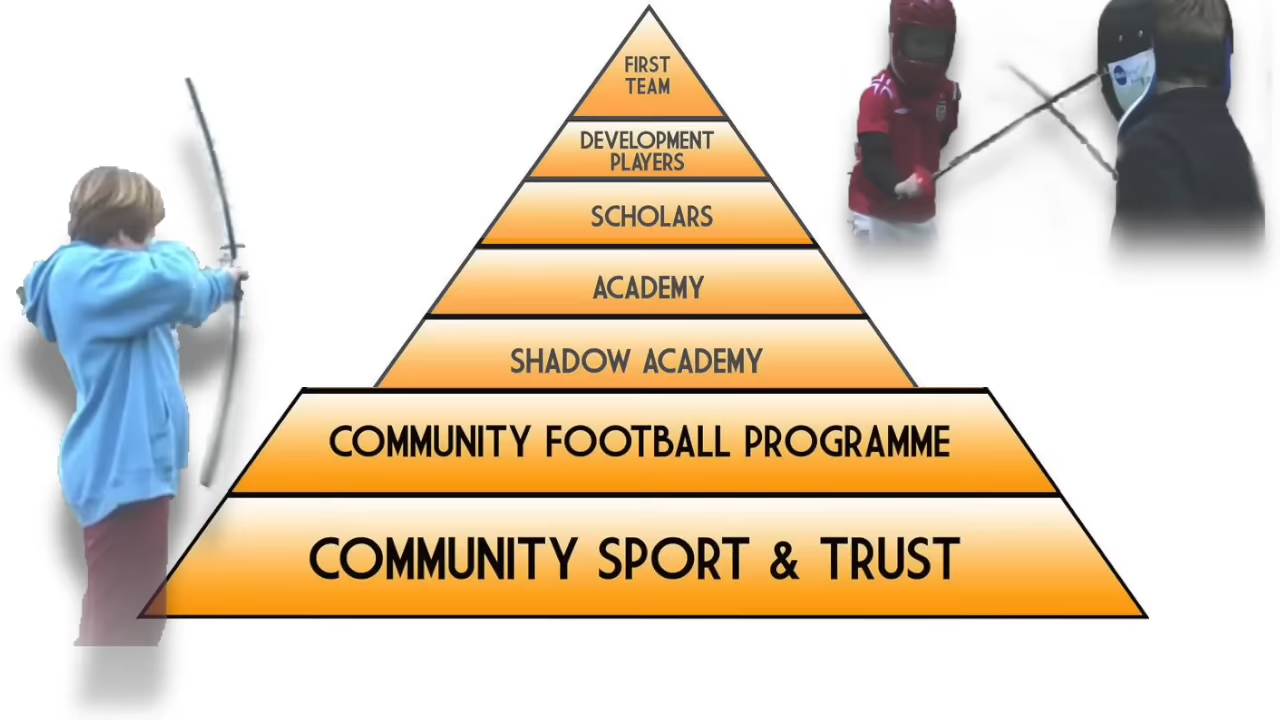 FIRST
TEAM
DEVELOPMENT
PLAYERS
SCHOLARS
ACADEMY
SHADOW ACADEMY
COMMUNITY FOOTBALL PROGRAMME
COMMUNITY SPORT & TRUST